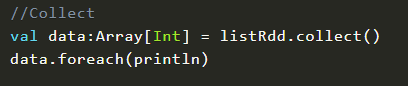 //Collect
val data:Array[Int] = listRdd.collect()
data.foreach(println)